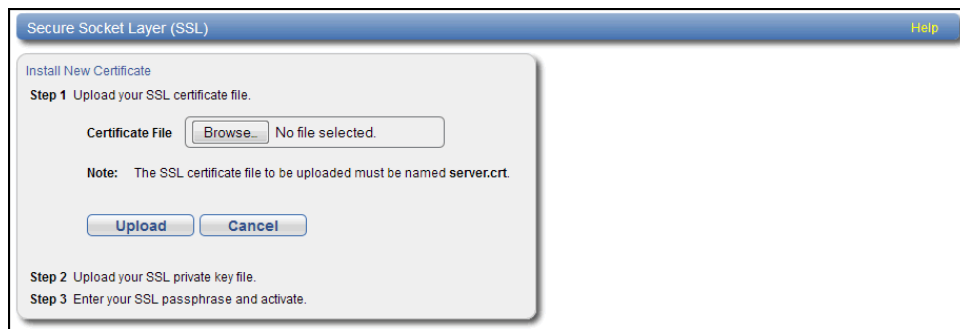 Secure Socket Layer (SSL) Help
Install New Certificate
Step 1 Upload your SSL certificate file.
Certificate File Browse... No file selected.
Note: The SSL certificate file to be uploaded must be named server.crt.
Upload Cancel
Step 2 Upload your SSL private key file.
Step 3 Enter your SSL passphrase and activate.